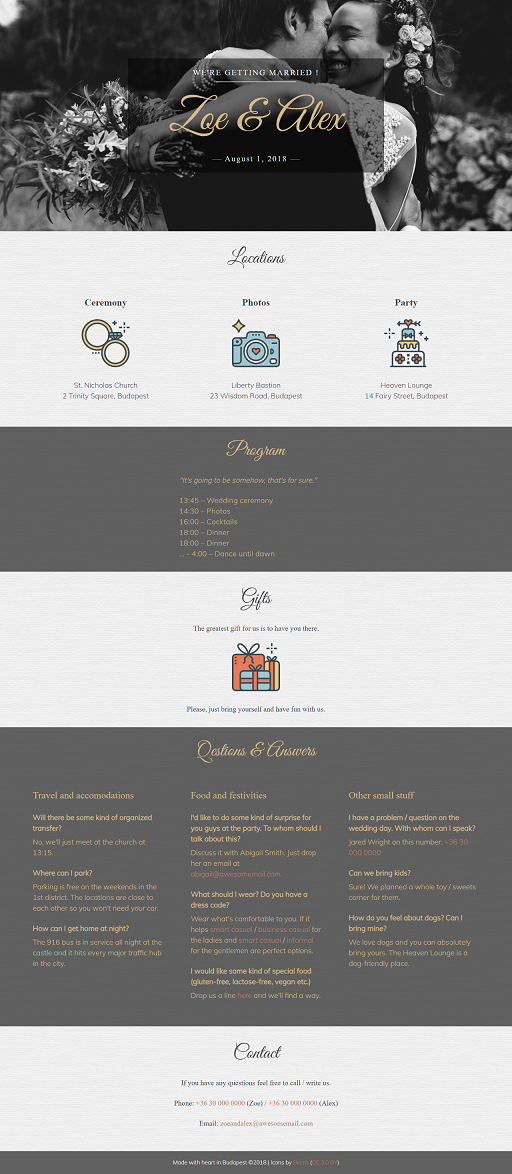 WE'RE GETTING MARRIED !
Zoe & Alex
— August 1, 2018 —
Locations
Ceremony
St. Nicholas Church
2 Trinity Square, Budapest
Photos
Liberty Bastion
23 Wisdom Road, Budapest
Party
Heaven Lounge
14 Fairy Street, Budapest
Program
"It's going to be somehow, that's for sure."
13:45 – Wedding ceremony
14:30 – Photos
16:00 – Cocktails
18:00 – Dinner
18:00 – Dinner
... – 4:00 – Dance until dawn
Gifts
The greatest gift for us is to have you there.
Please, just bring yourself and have fun with us.
Qestions & Answers
Travel and accomodations
Will there be some kind of organized
transfer?
No, we'll just meet at the church at
13:15.
Where can I park?
Parking is free on the weekends in the
1st district. The locations are close to
each other so you won't need your car.
How can I get home at night?
The 916 bus is in service all night at the
castle and it hits every major traffic hub
in the city.
Food and festivities
I'd like to do some kind of surprise for
you guys at the party. To whom should I
talk about this?
Discuss it with Abigail Smith. Just drop
her an email at
abigail@awesomemail.com.
What should I wear? Do you have a
dress code?
Wear what's comfortable to you. If it
helps smart casual / business casual for
the ladies and smart casual / informal
for the gentlemen are perfect options.
I would like some kind of special food
(gluten-free, lactose-free, vegan etc.)
Drop us a line here and we'll find a way.
Other small stuff
I have a problem / question on the
wedding day. With whom can I speak?
Jared Wright on this number: +36 30
000 0000
Can we bring kids?
Sure! We planned a whole toy / sweets
corner for them.
How do you feel about dogs? Can I
bring mine?
We love dogs and you can absolutely
bring yours. The Heaven Lounge is a
dog-friendly place.
Contact
If you have any questions feel free to call / write us.
Phone: +36 30 000 0000 (Zoe) / +36 30 000 0000 (Alex)
Email: zoeandalex@awesomemail.com
Made with heart in Budapest ©2018 | Icons by